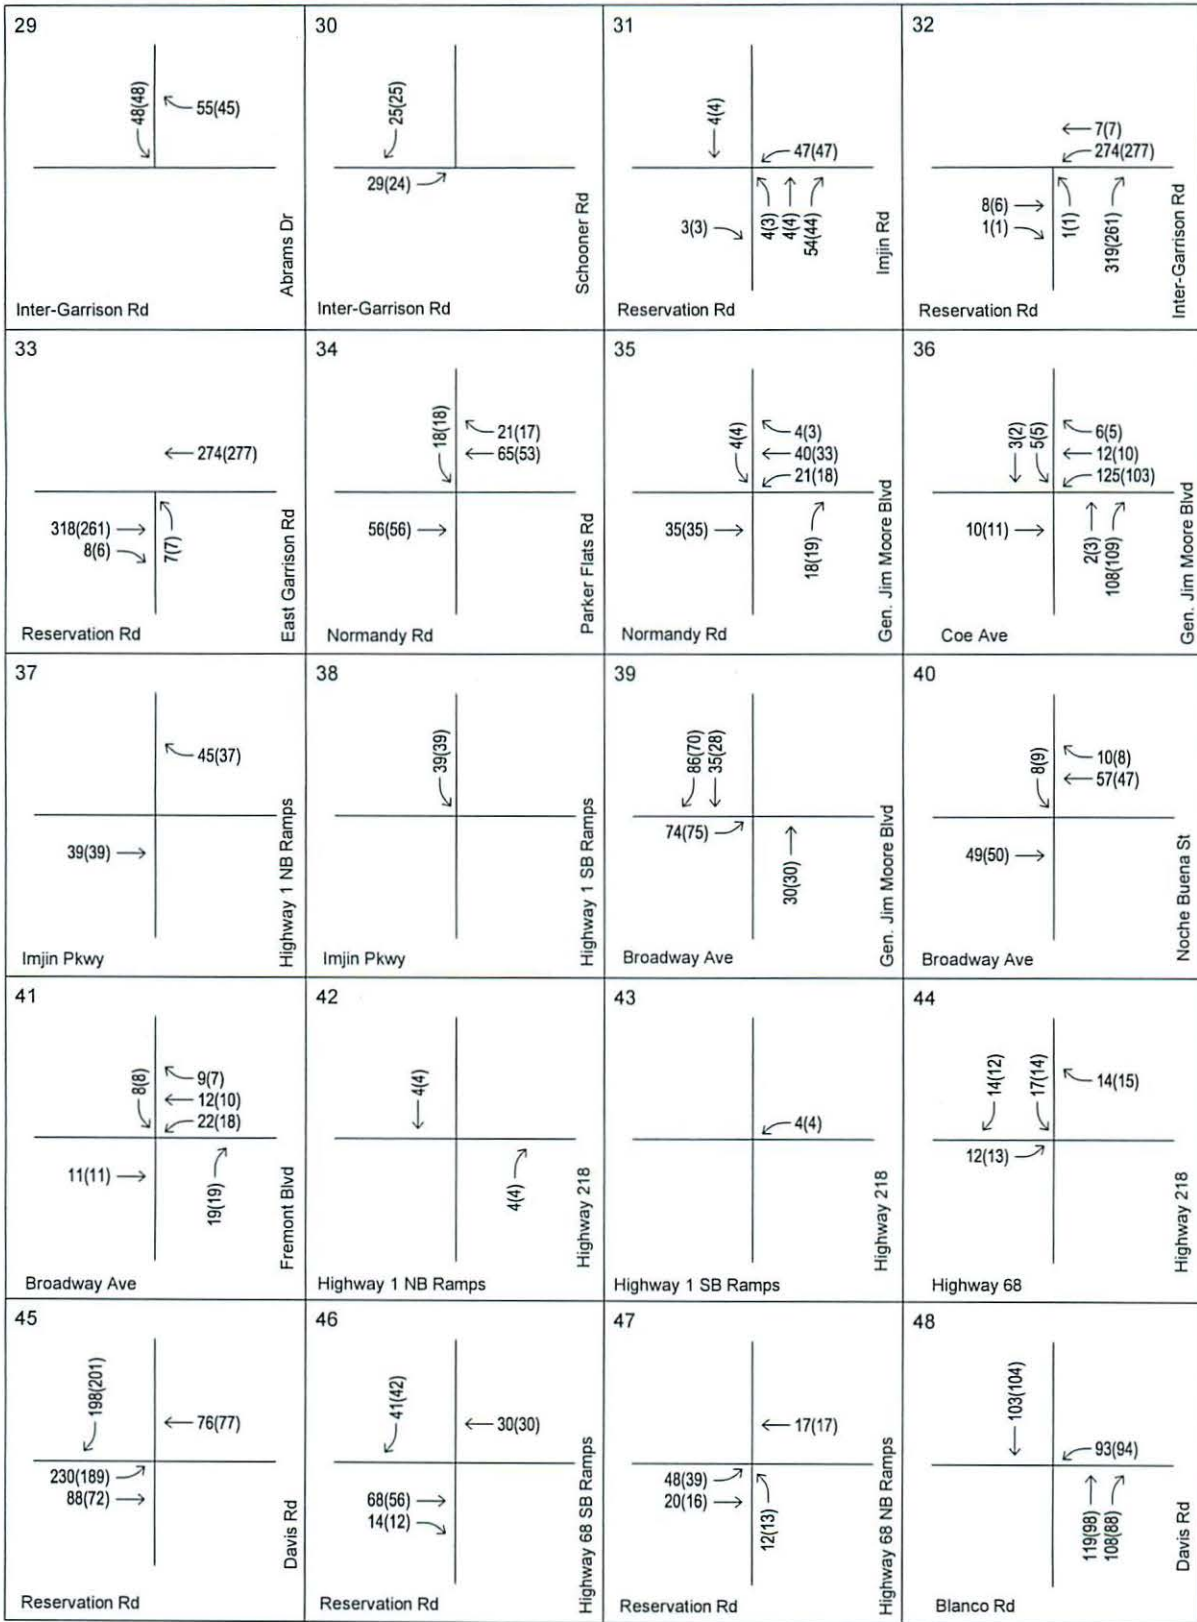 29
48(48)
55(45)
Abrams Dr
Inter-Garrison Rd
30
25(25)
29(24)
Schooner Rd
Inter-Garrison Rd
31
4(4)
47(47)
3(3)
4(3)
4(4)
54(44)
Imjin Rd
Reservation Rd
32
7(7)
274(277)
8(6)
1(1)
1(1)
319(261)
Inter-Garrison Rd
Reservation Rd
33
274(277)
318(261)
8(6)
7(7)
East Garrison Rd
Reservation Rd
34
18(18)
21(17)
65(53)
56(56)
Parker Flats Rd
Normandy Rd
35
4(4)
4(3)
40(33)
21(18)
35(35)
18(19)
Gen. Jim Moore Blvd
Normandy Rd
36
3(2)
5(5)
6(5)
12(10)
125(103)
10(11)
2(3)
108(109)
Gen. Jim Moore Blvd
Coe Ave
37
45(37)
39(39)
Highway 1 NB Ramps
Imjin Pkwy
38
39(39)
Highway 1 SB Ramps
Imjin Pkwy
39
86(70)
35(28)
74(75)
30(30)
Gen. Jim Moore Blvd
Broadway Ave
40
8(9)
10(8)
57(47)
49(50)
Noche Buena St
Broadway Ave
41
8(8)
9(7)
12(10)
22(18)
11(11)
19(19)
Fremont Blvd
Broadway Ave
42
4(4)
4(4)
Highway 218
Highway 1 NB Ramps
43
4(4)
Highway 218
Highway 1 SB Ramps
44
14(12)
17(14)
14(15)
12(13)
Highway 218
Highway 68
45
198(201)
76(77)
230(189)
88(72)
Davis Rd
Reservation Rd
46
41(42)
30(30)
68(56)
14(12)
Highway 68 SB Ramps
Reservation Rd
47
17(17)
48(39)
20(16)
12(13)
Highway 68 NB Ramps
Reservation Rd
48
103(104)
93(94)
119(98)
108(88)
Davis Rd
Blanco Rd